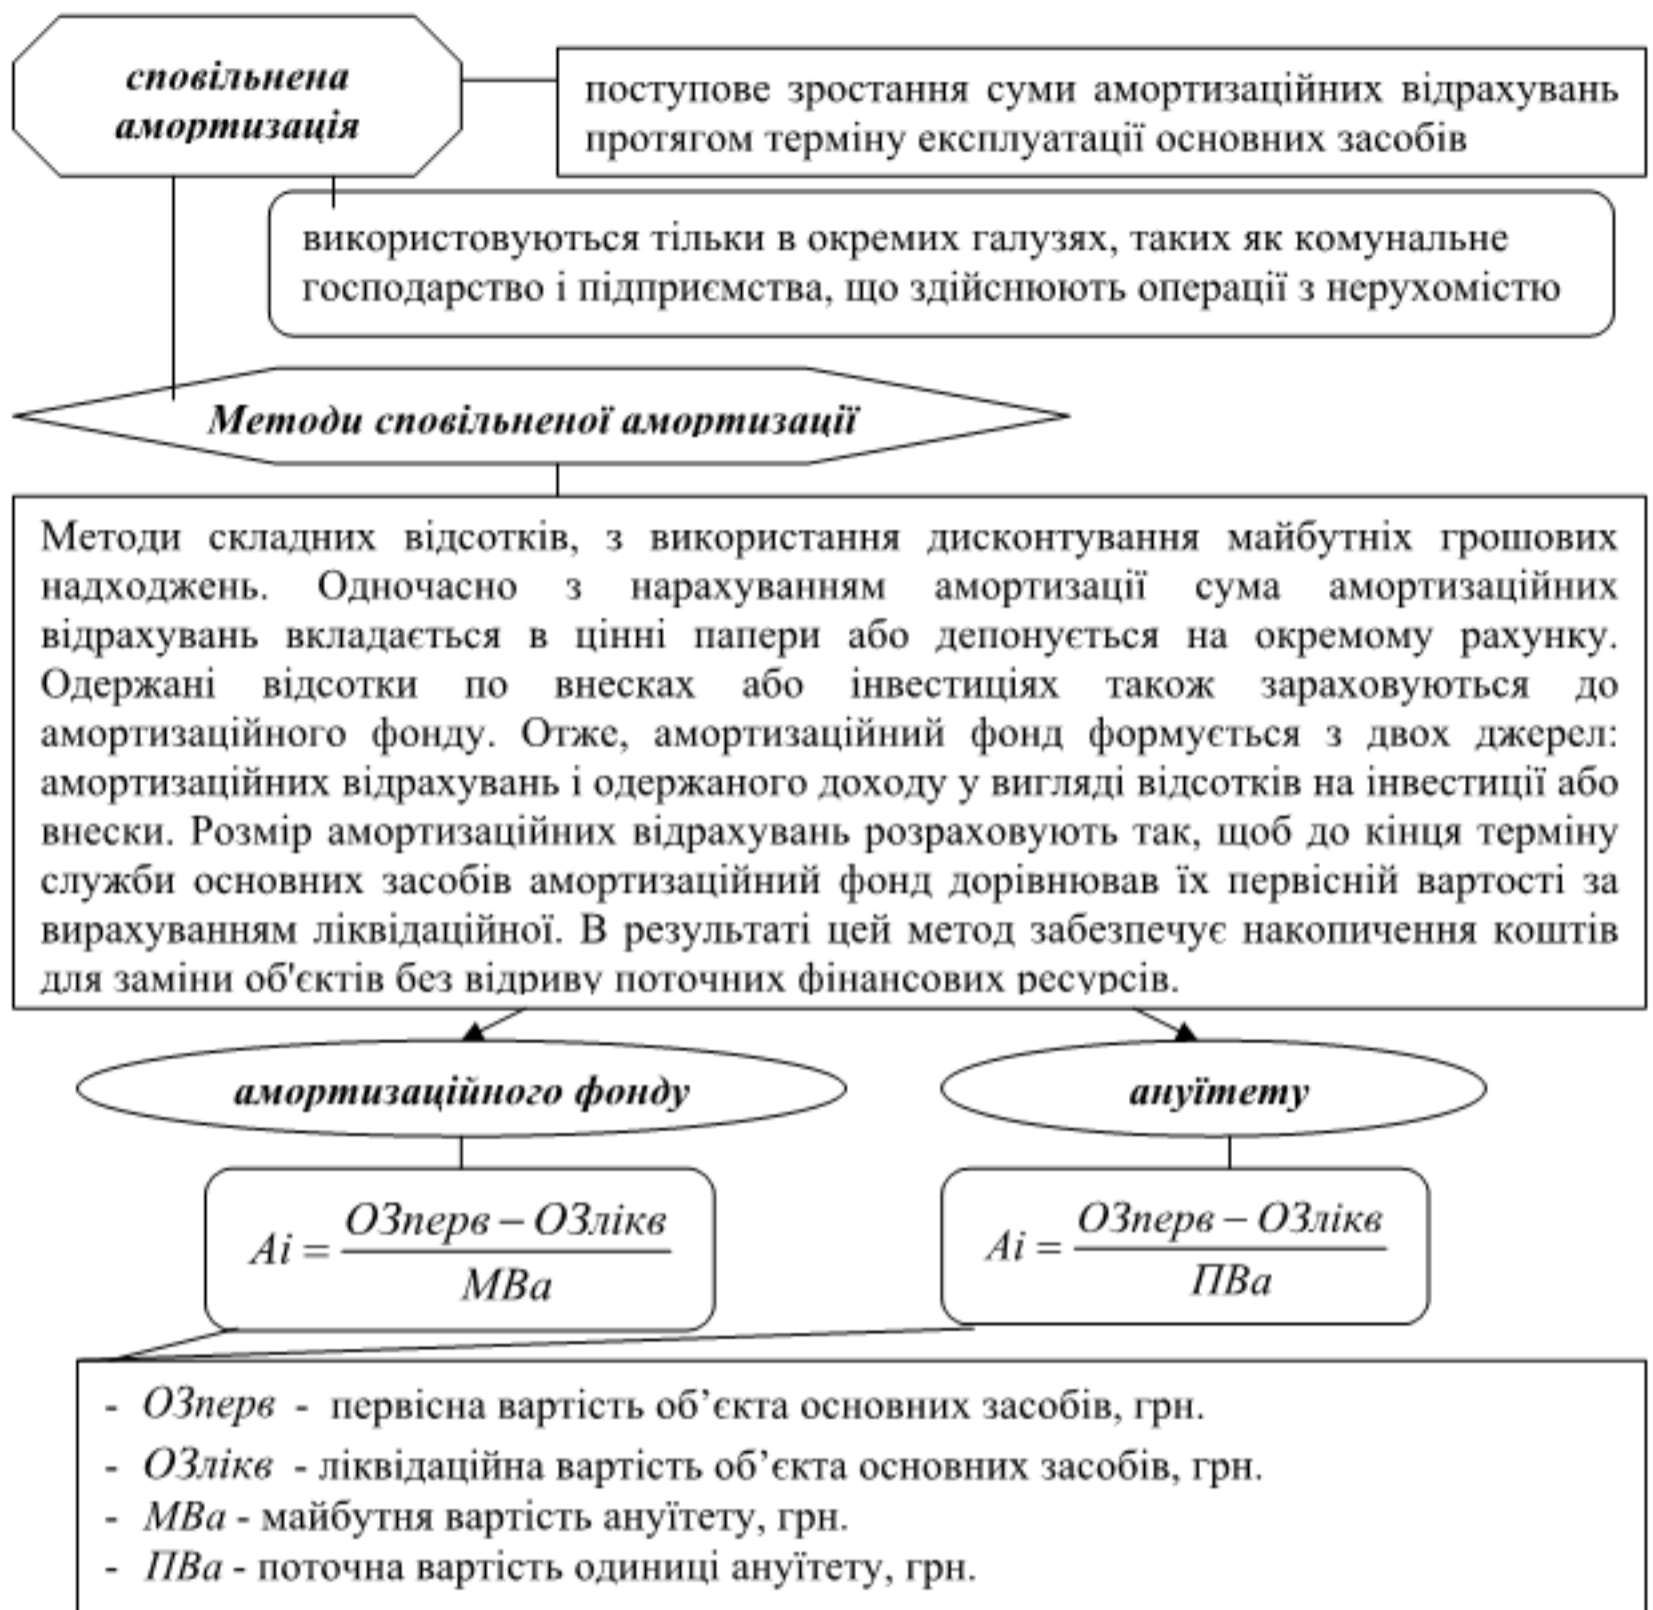 сповільнена
амортизація
поступове зростання суми амортизаційних відрахувань
протягом терміну експлуатації основних засобів
використовуються тільки в окремих галузях, таких як комунальне
господарство і підприємства, що здійснюють операції з нерухомістю
Методи сповільненої амортизації
Методи складних відсотків, з використання дисконтування майбутніх грошових
надходжень. Одночасно з нарахуванням амортизації сума амортизаційних
відрахувань вкладається в цінні папери або депонується на окремому рахунку.
Одержані відсотки по внесках або інвестиціях також зараховуються до
амортизаційного фонду. Отже, амортизаційний фонд формується з двох джерел:
амортизаційних відрахувань і одержаного доходу у вигляді відсотків на інвестиції або
внески. Розмір амортизаційних відрахувань розраховують так, щоб до кінця терміну
служби основних засобів амортизаційний фонд дорівнював їх первісній вартості за
вирахуванням ліквідаційної. В результаті цей метод забезпечує накопичення коштів
для заміни об'єктів без відриву поточних фінансових ресурсів.
амортизаційного фонду
ануїтету
Ai = (ОЗперв – ОЗлікв) / МВа
Ai = (ОЗперв – ОЗлікв) / ПВа
- ОЗперв - первісна вартість об’єкта основних засобів, грн.
- ОЗлікв - ліквідаційна вартість об’єкта основних засобів, грн.
- МВа - майбутня вартість ануїтету, грн.
- ПВа - поточна вартість одиниці ануїтету, грн.